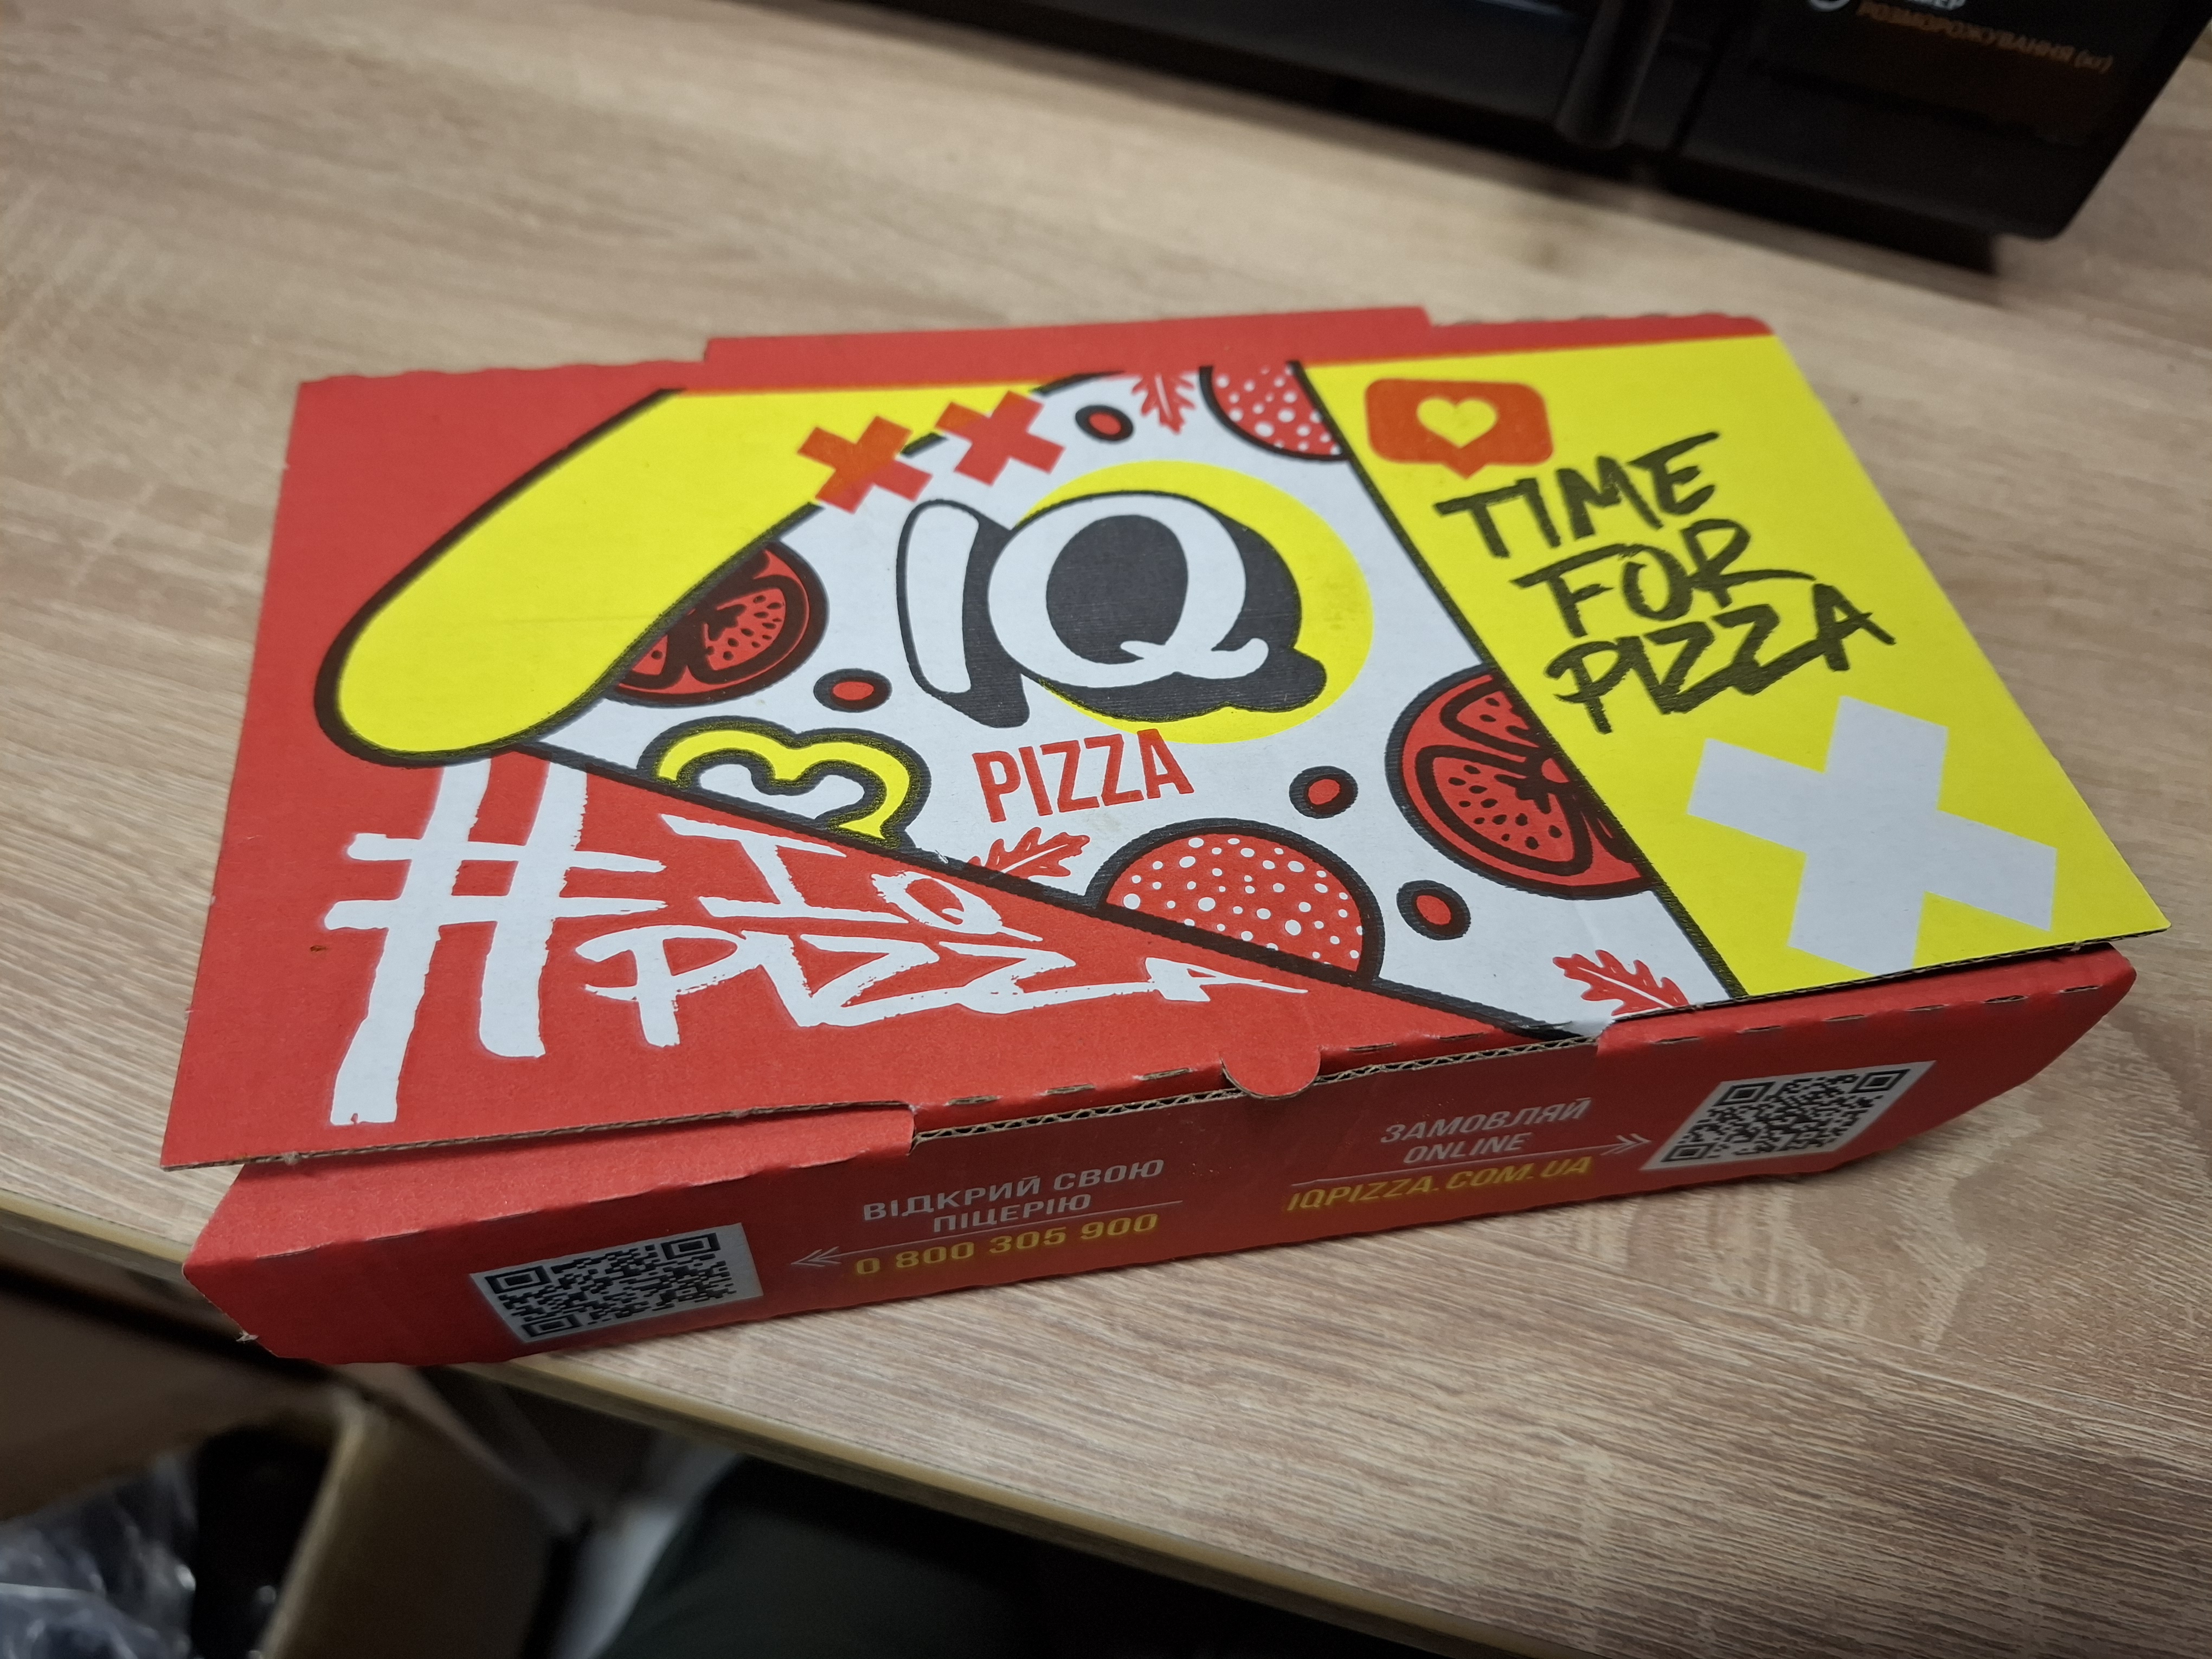 РОЗМОРОЖУВАННЯ (кг)
IQ
PIZZA
TIME
FOR
PIZZA
#IQ
PIZZA
ВІДКРИЙ СВОЮ
ПІЦЕРІЮ
0 800 305 900
ЗАМОВЛЯЙ
ONLINE
IQPIZZA.COM.UA